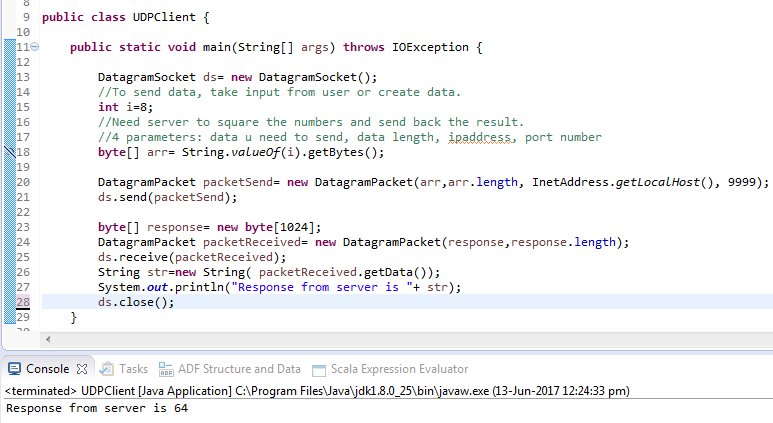 8
9 public class UDPClient {
10
11 public static void main(String[] args) throws IOException {
12
13 DatagramSocket ds= new DatagramSocket();
14 //To send data, take input from user or create data.
15 int i=8;
16 //Need server to square the numbers and send back the result.
17 //4 parameters: data u need to send, data length, ipaddress, port number
18 byte[] arr= String.valueOf(i).getBytes();
19
20 DatagramPacket packetSend= new DatagramPacket(arr,arr.length, InetAddress.getLocalHost(), 9999);
21 ds.send(packetSend);
22
23 byte[] response= new byte[1024];
24 DatagramPacket packetReceived= new DatagramPacket(response,response.length);
25 ds.receive(packetReceived);
26 String str=new String( packetReceived.getData());
27 System.out.println("Response from server is "+ str);
28 ds.close();
29 }
30
Console Tasks ADF Structure and Data Scala Expression Evaluator
<terminated> UDPClient [Java Application] C:\Program Files\Java\jdk1.8.0_25\bin\javaw.exe (13-Jun-2017 12:24:33 pm)
Response from server is 64